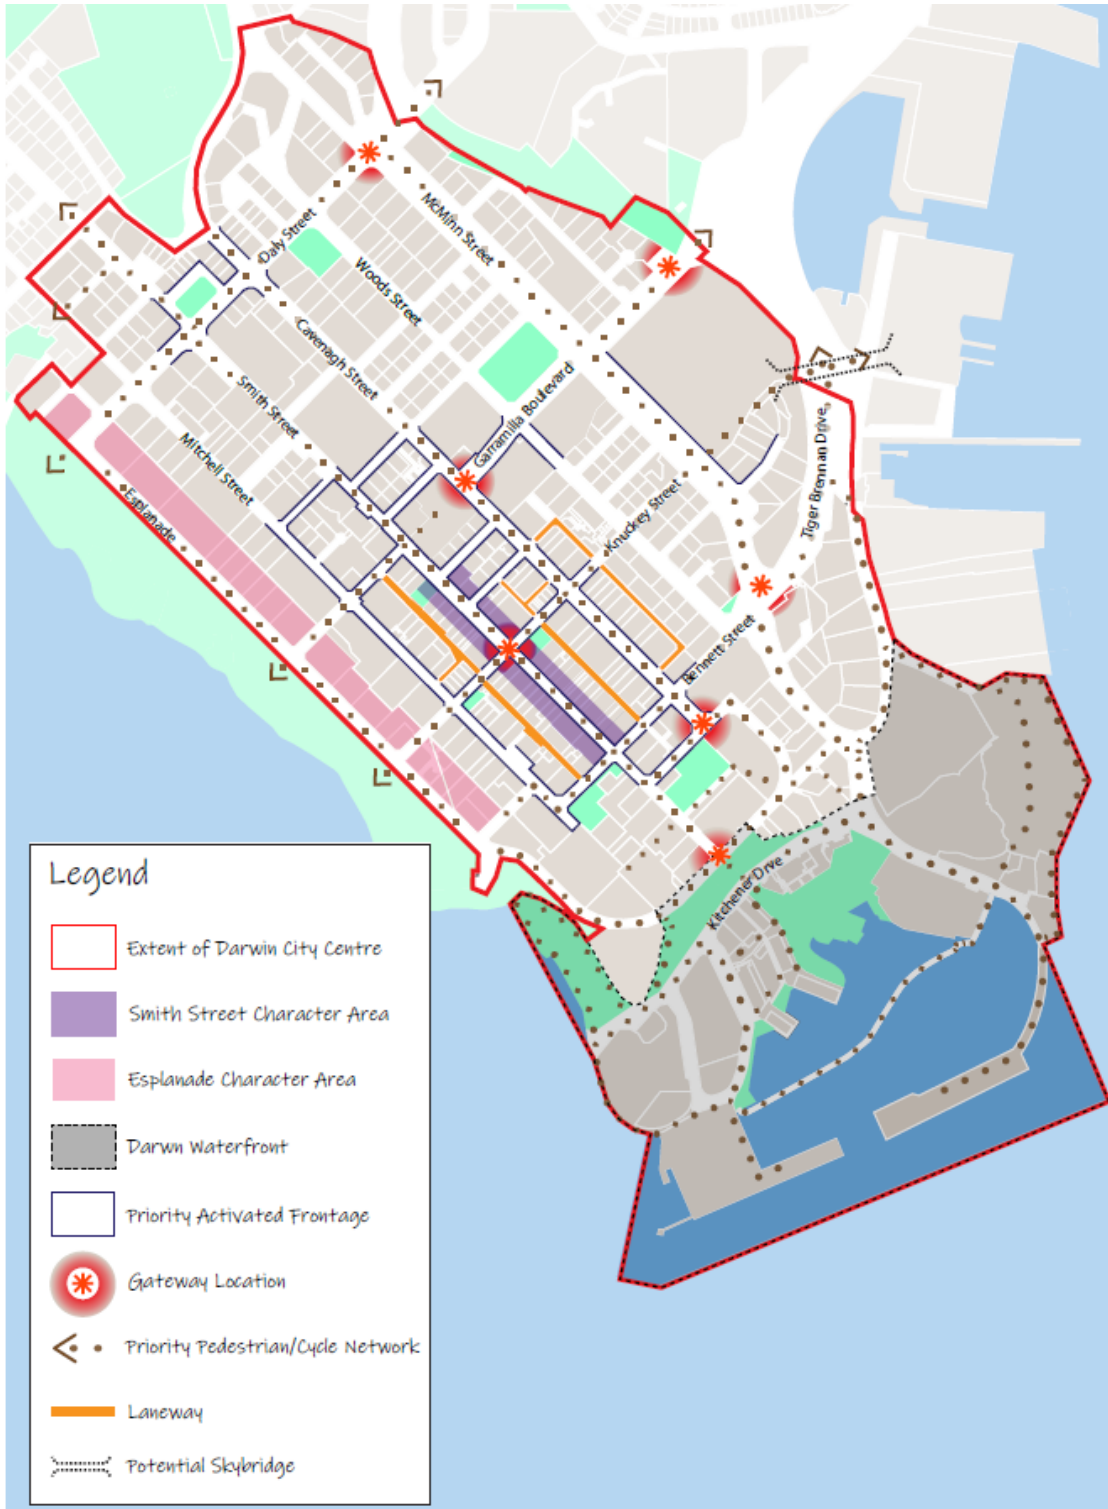 Daly Street
McMinn Street
Woods Street
Cavenagh Street
Smith Street
Garramilla Boulevard
Mitchell Street
Esplanade
Knuckey Street
Tiger Brennan Drive
Bennett Street
Kitchener Drive
Legend
Extent of Darwin City Centre
Smith Street Character Area
Esplanade Character Area
Darwn Waterfront
Priority Activated Frontage
Gateway Location
Priority Pedestrian/Cycle Network
Laneway
Potential Skybridge